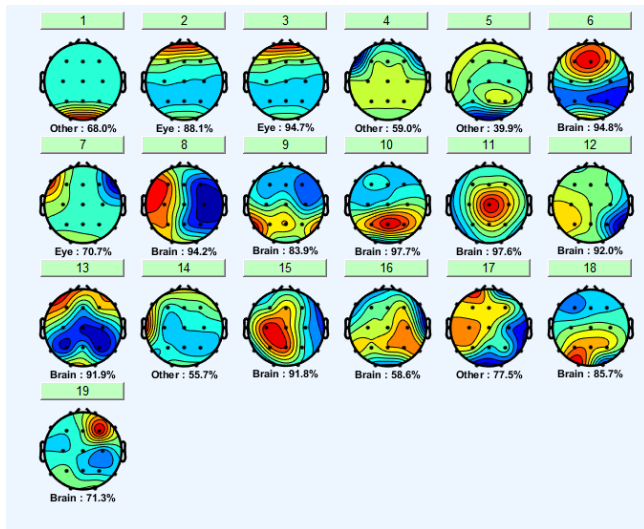 1 2 3 4 5 6
Other : 68.0% Eye : 88.1% Eye : 94.7% Other : 59.0% Other : 39.9% Brain : 94.8%
7 8 9 10 11 12
Eye : 70.7% Brain : 94.2% Brain : 83.9% Brain : 97.7% Brain : 97.6% Brain : 92.0%
13 14 15 16 17 18
Brain : 91.9% Other : 55.7% Brain : 91.8% Brain : 58.6% Other : 77.5% Brain : 85.7%
19
Brain : 71.3%